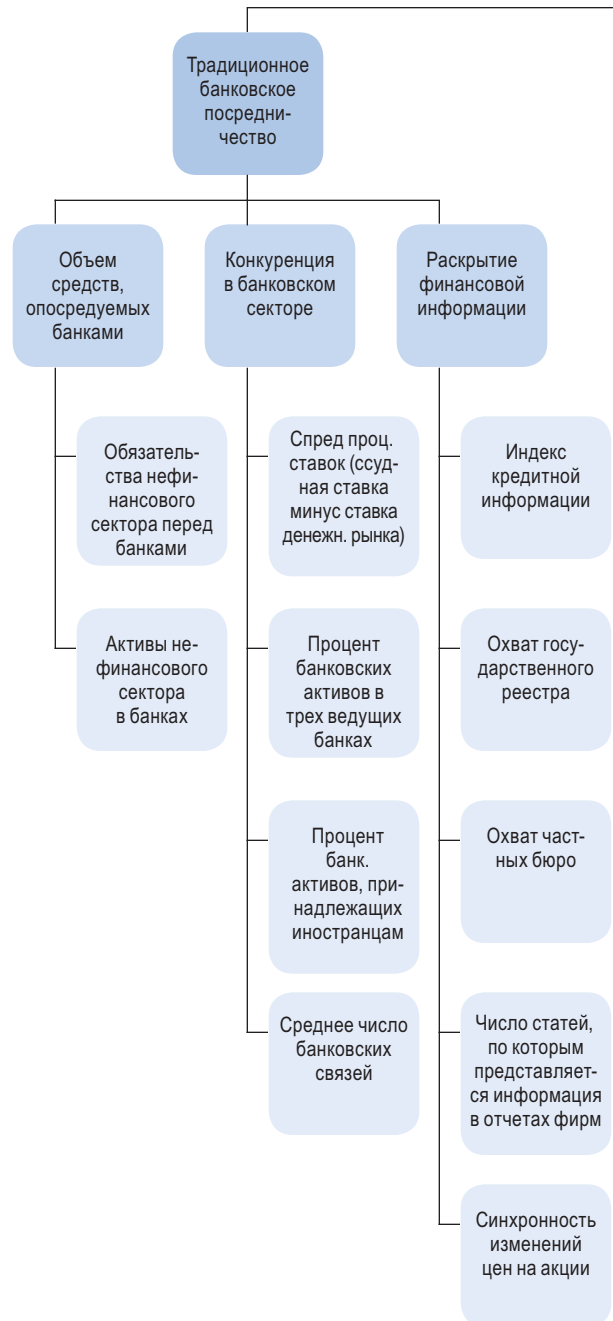 Традиционное
банковское
посредни-
чество
Объем
средств,
опосредуемых
банками
Конкуренция
в банковском
секторе
Раскрытие
финансовой
информации
Обязатель-
ства нефи-
нансового
сектора перед
банками
Активы не-
финансового
сектора
в банках
Спред проц.
ставок (ссуд-
ная ставка
минус ставка
денежн. рынка)
Процент
банковских
активов в
трех ведущих
банках
Процент
банк.
активов, при-
надлежащих
иностранцам
Среднее число
банковских
связей
Индекс
кредитной
информации
Охват госу-
дарственного
реестра
Охват част-
ных бюро
Число статей,
по которым
представляет-
ся информация
в отчетах фирм
Синхронность
изменений
цен на акции